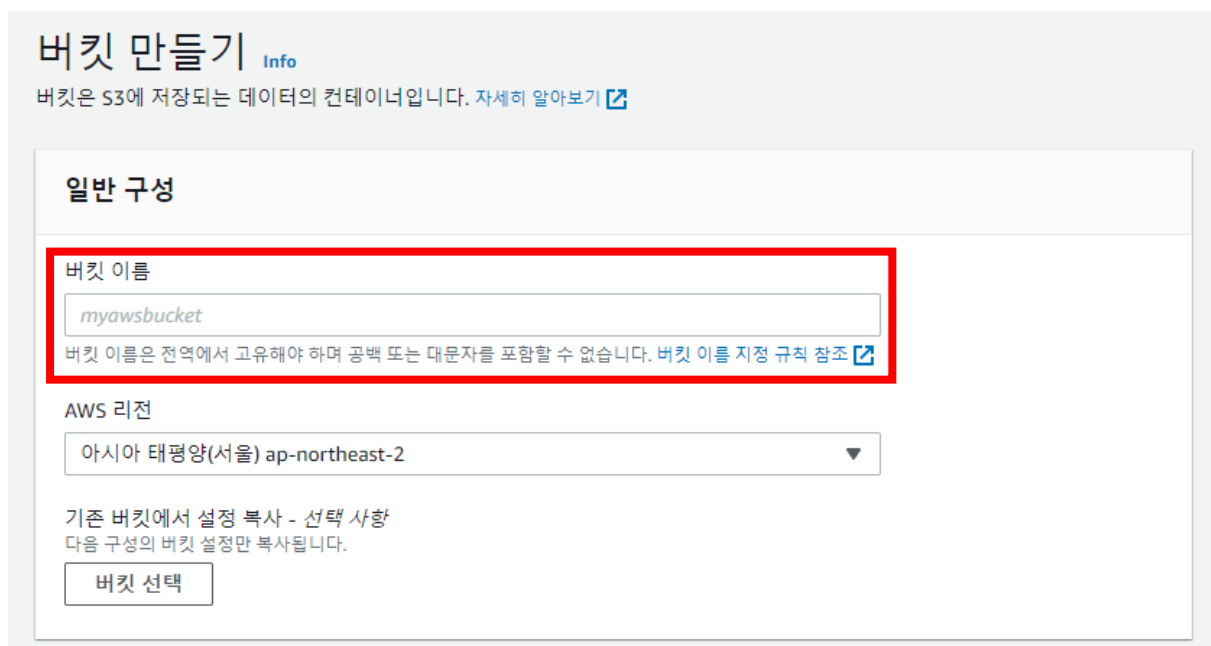 버킷 만들기 Info
버킷은 S3에 저장되는 데이터의 컨테이너입니다. 자세히 알아보기
일반 구성
버킷 이름
myawsbucket
버킷 이름은 전역에서 고유해야 하며 공백 또는 대문자를 포함할 수 없습니다. 버킷 이름 지정 규칙 참조
AWS 리전
아시아 태평양(서울) ap-northeast-2
기존 버킷에서 설정 복사 - 선택 사항
다음 구성의 버킷 설정만 복사됩니다.
버킷 선택